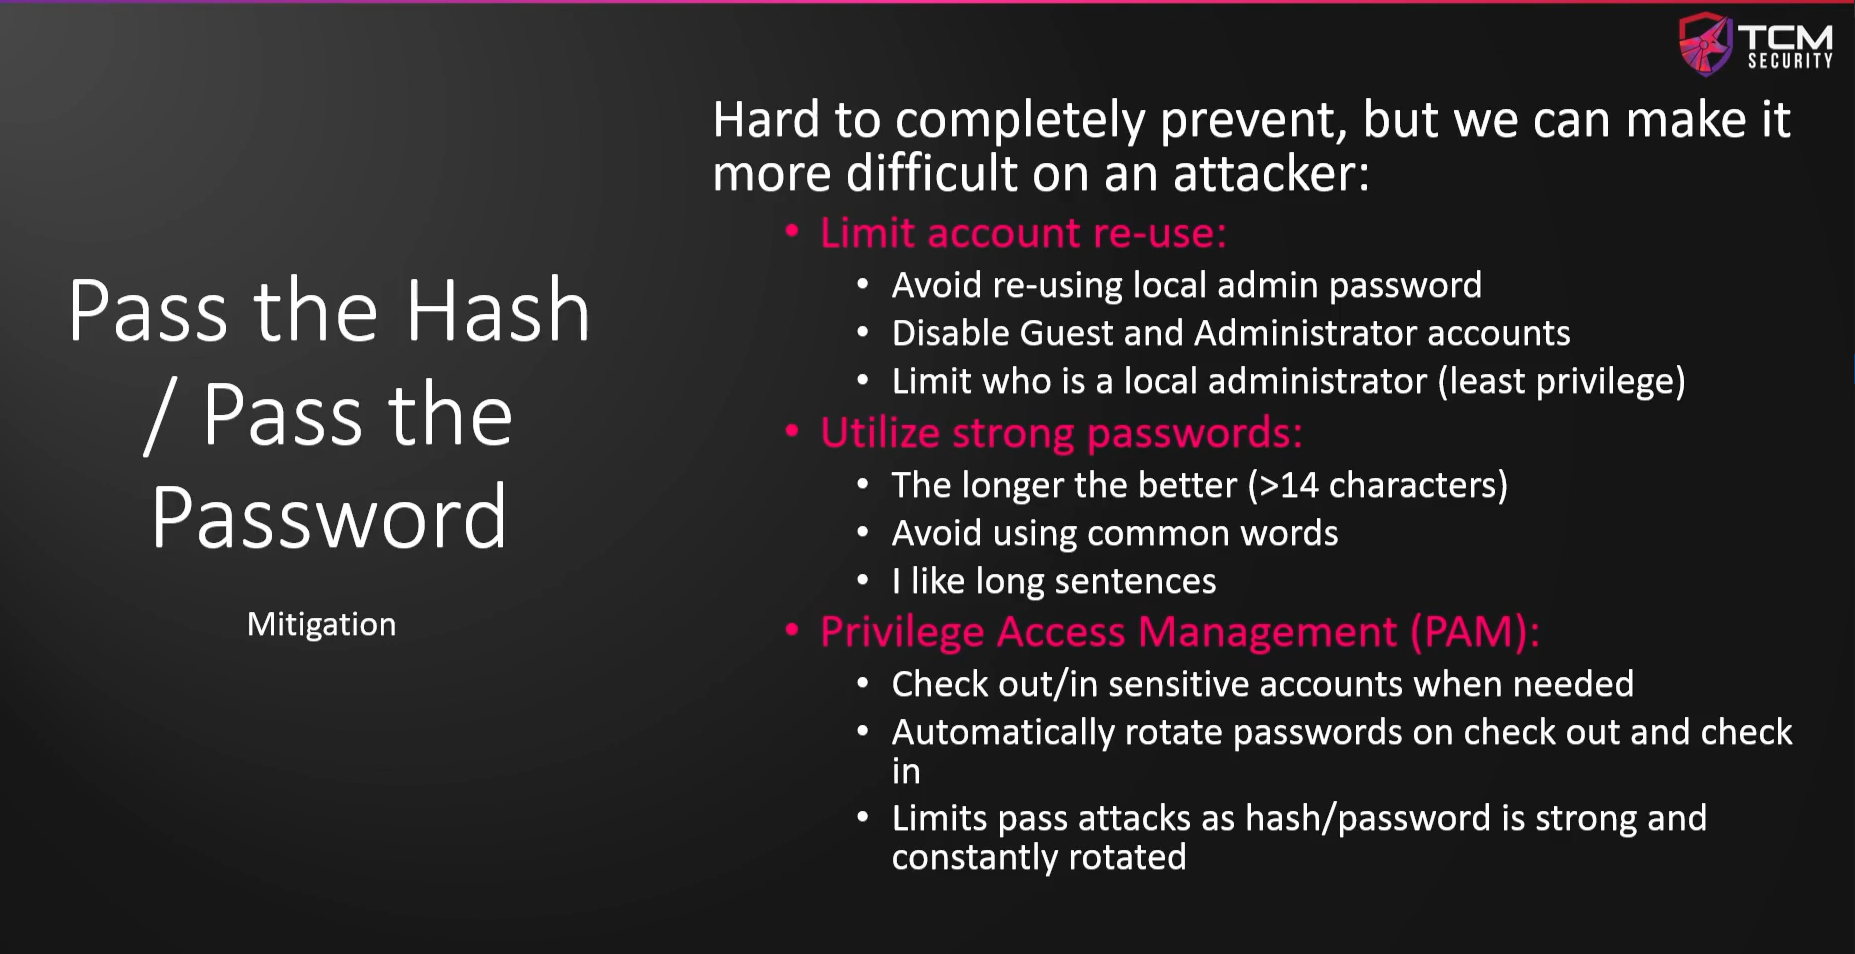 TCM
SECURITY
Pass the Hash
/ Pass the
Password
Mitigation
Hard to completely prevent, but we can make it
more difficult on an attacker:
• Limit account re-use:
• Avoid re-using local admin password
• Disable Guest and Administrator accounts
• Limit who is a local administrator (least privilege)
• Utilize strong passwords:
• The longer the better (>14 characters)
• Avoid using common words
• I like long sentences
• Privilege Access Management (PAM):
• Check out/in sensitive accounts when needed
• Automatically rotate passwords on check out and check
in
• Limits pass attacks as hash/password is strong and
constantly rotated